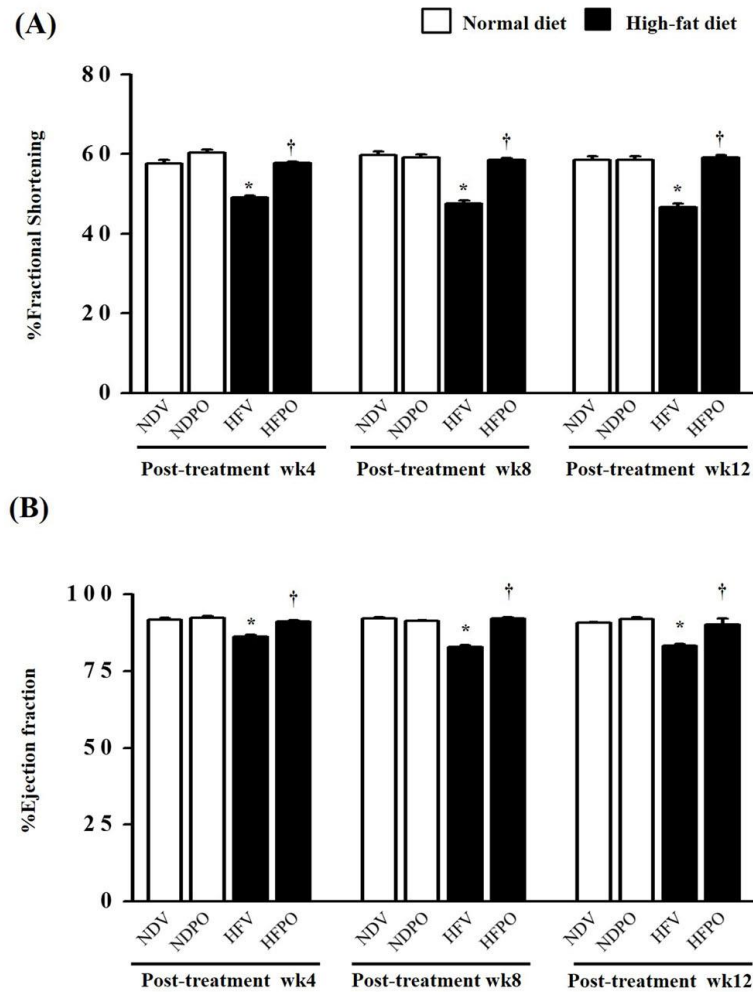 (A)
Normal diet
High-fat diet
%Fractional Shortening
80
60
40
20
0
*
†
*
†
*
†
NDV NDPO HFV HFPO NDV NDPO HFV HFPO NDV NDPO HFV HFPO
Post-treatment wk4 Post-treatment wk8 Post-treatment wk12
(B)
%Ejection fraction
100
75
50
25
0
*
†
*
†
*
†
NDV NDPO HFV HFPO NDV NDPO HFV HFPO NDV NDPO HFV HFPO
Post-treatment wk4 Post-treatment wk8 Post-treatment wk12